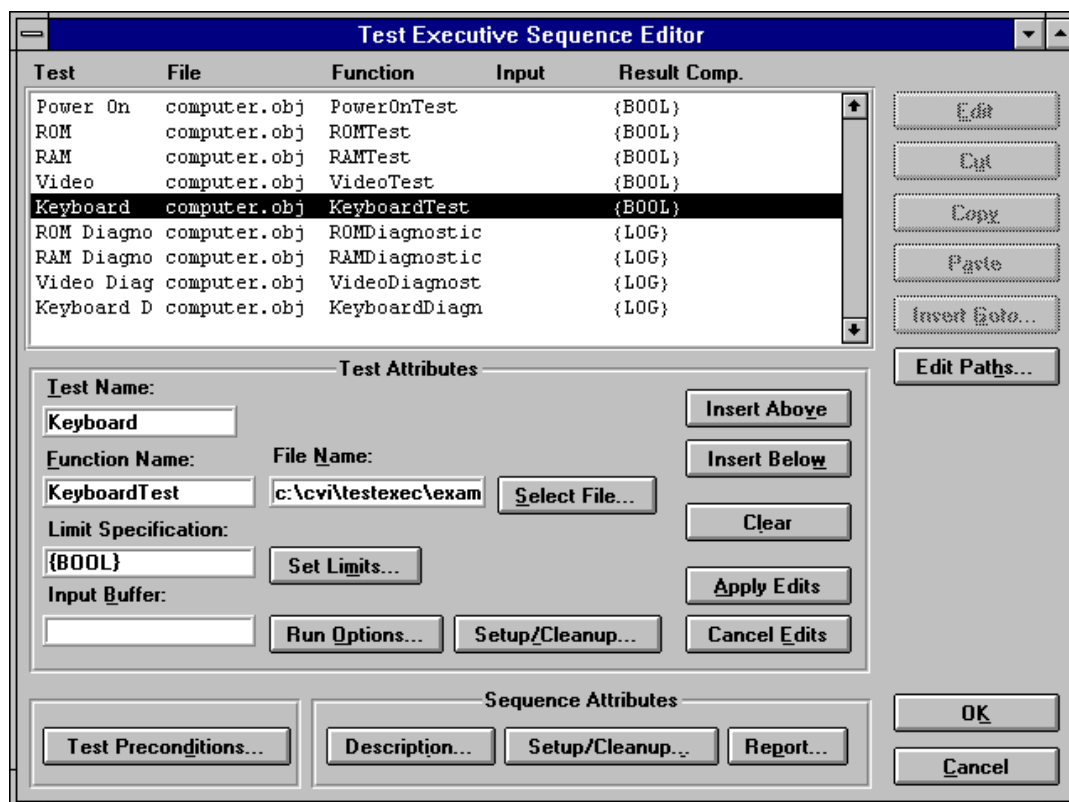 Test Executive Sequence Editor
Test File Function Input Result Comp.
Power On computer.obj PowerOnTest {BOOL}
ROM computer.obj ROMTest {BOOL}
RAM computer.obj RAMTest {BOOL}
Video computer.obj VideoTest {BOOL}
Keyboard computer.obj KeyboardTest {BOOL}
ROM Diagno computer.obj ROMDiagnostic {LOG}
RAM Diagno computer.obj RAMDiagnostic {LOG}
Video Diag computer.obj VideoDiagnost {LOG}
Keyboard D computer.obj KeyboardDiagn {LOG}
Edit
Cut
Copy
Paste
Insert Goto...
Edit Paths...
Test Attributes
Test Name:
Keyboard
Function Name:
KeyboardTest
File Name:
c:\cvi\testexec\exam
Select File...
Limit Specification:
{BOOL}
Set Limits...
Input Buffer:
Run Options...
Setup/Cleanup...
Insert Above
Insert Below
Clear
Apply Edits
Cancel Edits
Test Preconditions...
Sequence Attributes
Description...
Setup/Cleanup...
Report...
OK
Cancel